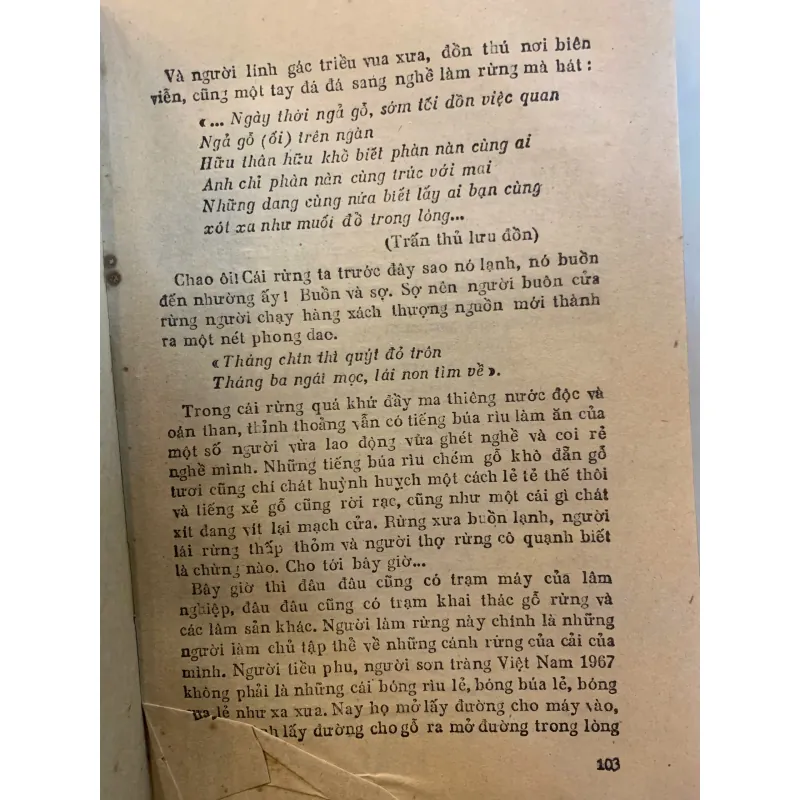 Và người lính gác triều vua xưa, đồn thú nơi biên
viễn, cũng một tay đá đá sang nghề làm rừng mà hát :
«... Ngày thời ngả gỗ, sớm tối dồn việc quan
Ngả gỗ (ối) trên ngàn
Hữu thân hữu khổ biết phàn nàn cùng ai
Anh chỉ phàn nàn cùng trúc với mai
Những dang cùng nứa biết lấy ai bạn cùng
xót xa như muối đổ trong lòng...
(Trấn thủ lưu đồn)
Chao ôi! Cái rừng ta trước đây sao nó lạnh, nó buồn
đến nhường ấy! Buồn và sợ. Sợ nên người buôn cửa
rừng người chạy hàng xách thượng nguồn mới thành
ra một nét phong dao.
« Tháng chín thì quýt đỏ trôn
Tháng ba ngái mọc, lái non tìm về ».
Trong cái rừng quá khứ đầy ma thiêng nước độc và
oán than, thỉnh thoảng vẫn có tiếng búa rìu làm ăn của
một số người vừa lao động vừa ghét nghề và coi rẻ
nghề mình. Những tiếng búa rìu chém gỗ khò đẵn gỗ
tươi cũng chí chát huỳnh huỵch một cách lẻ tẻ thế thôi
và tiếng xẻ gỗ cũng rời rạc, cũng như một cái gì chát
xít đang vít lại mạch cửa. Rừng xưa buồn lạnh, người
lái rừng thấp thỏm và người thợ rừng cô quạnh biết
là chừng nào. Cho tới bây giờ...
Bây giờ thì đâu đâu cũng có trạm máy của lâm
nghiệp, đâu đâu cũng có trạm khai thác gỗ rừng và
các lâm sản khác. Người làm rừng này chính là những
người làm chủ tập thể về những cánh rừng của cải của
mình. Người tiều phu, người sơn tràng Việt Nam 1967
không phải là những cái bóng rìu lẻ, bóng búa lẻ, bóng
lẻ như xa xưa. Nay họ mở lấy đường cho máy vào,
lấy đường cho gỗ ra mở đường trong lòng
103